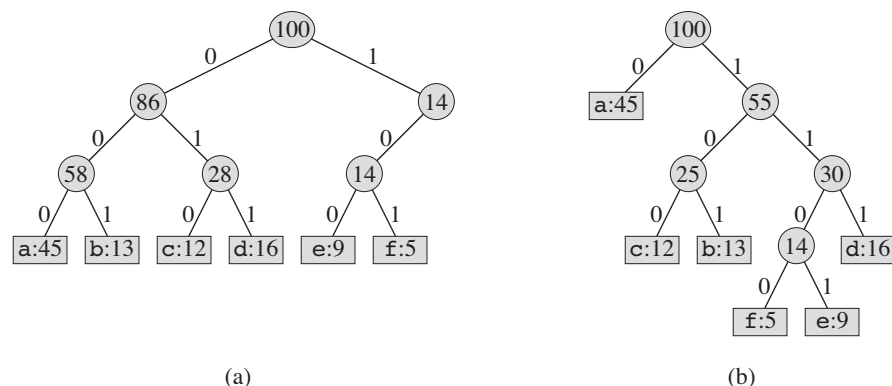 100 100
0 1 0 1
86 14 a:45 55
0 1 0 0 1
58 28 14 25 30
0 1 0 1 0 1 0 1 0 1
a:45 b:13 c:12 d:16 e:9 f:5 c:12 b:13 14 d:16
0 1
f:5 e:9
(a) (b)